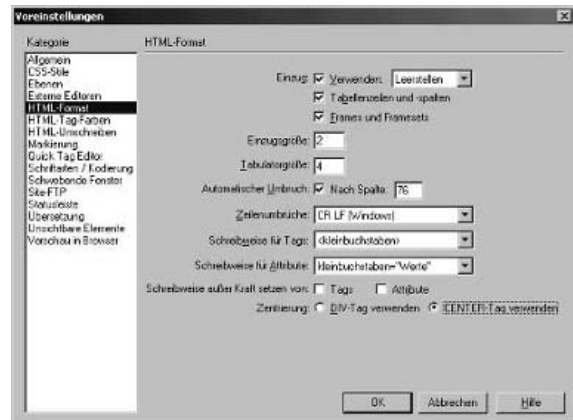 Voreinstellungen
Kategorie
HTML-Format
Allgemein
CSS-Stile
Ebenen
Externe Editoren
HTML-Format
HTML-Tag-Farben
HTML-Umschreiben
Markierung
Quick Tag Editor
Schriftarten / Kodierung
Schwebende Fenster
Site-FTP
Statusleiste
Übersetzung
Unsichtbare Elemente
Vorschau in Browser
Einzug: Verwenden: Leerstellen
Tabellenzeilen und -spalten
Frames und Framesets
Einzugsgröße: 2
Tabulatorgröße: 4
Automatischer Umbruch: Nach Spalte: 76
Zeilenumbrüche: CR LF (Windows)
Schreibweise für Tags: <kleinbuchstaben>
Schreibweise für Attribute: kleinbuchstaben="Werte"
Schreibweise außer Kraft setzen von: Tags Attribute
Zentrierung: DIV-Tag verwenden CENTER-Tag verwenden
OK Abbrechen Hilfe